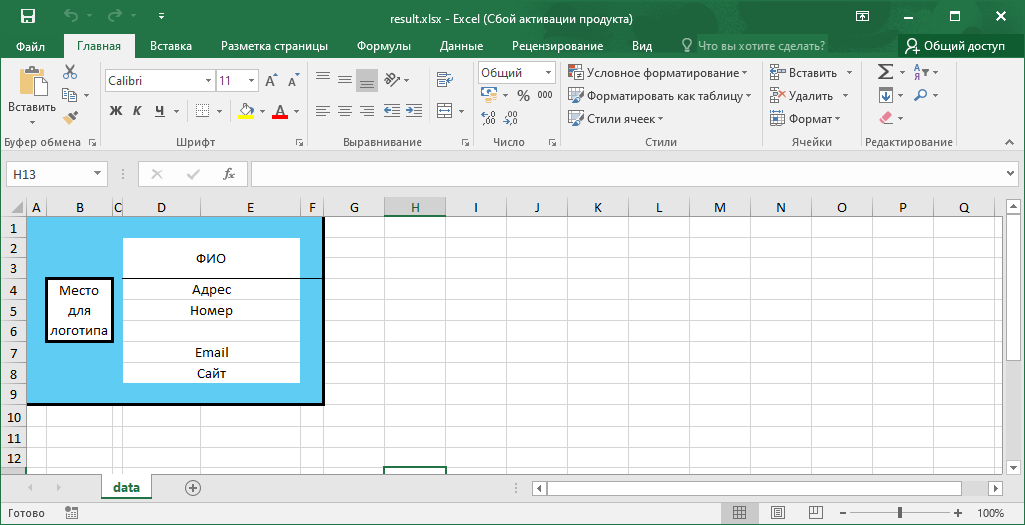 result.xlsx - Excel (Сбой активации продукта)
Файл Главная Вставка Разметка страницы Формулы Данные Рецензирование Вид Что вы хотите сделать? Общий доступ
Calibri 11 Общий Условное форматирование Вставить Σ
Вставить Ж К Ч А % 000 Форматировать как таблицу Удалить
Стили ячеек Формат
Буфер обмена Шрифт Выравнивание Число Стили Ячейки Редактирование
H13 fx
A B C D E F G H I J K L M N O P Q
1
2
ФИО
3
4 Место Адрес
5 для Номер
6 логотипа
7 Email
8 Сайт
9
10
11
12
data
Готово 100%